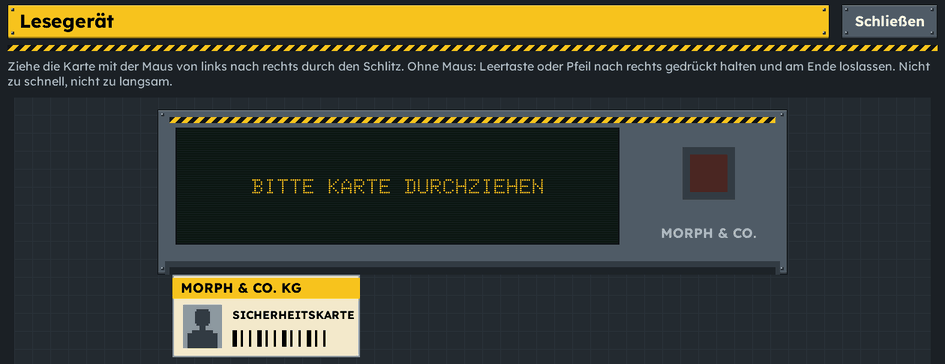 Lesegerät
Schließen
Ziehe die Karte mit der Maus von links nach rechts durch den Schlitz. Ohne Maus: Leertaste oder Pfeil nach rechts gedrückt halten und am Ende loslassen. Nicht
zu schnell, nicht zu langsam.
BITTE KARTE DURCHZIEHEN
MORPH & CO.
MORPH & CO. KG
SICHERHEITSKARTE